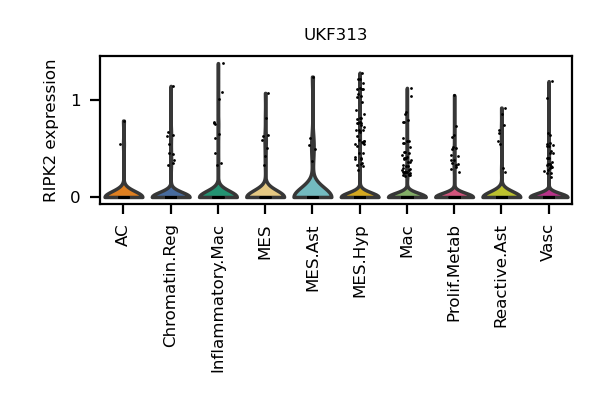 UKF313
RIPK2 expression
1
0
AC
Chromatin.Reg
Inflammatory.Mac
MES
MES.Ast
MES.Hyp
Mac
Prolif.Metab
Reactive.Ast
Vasc